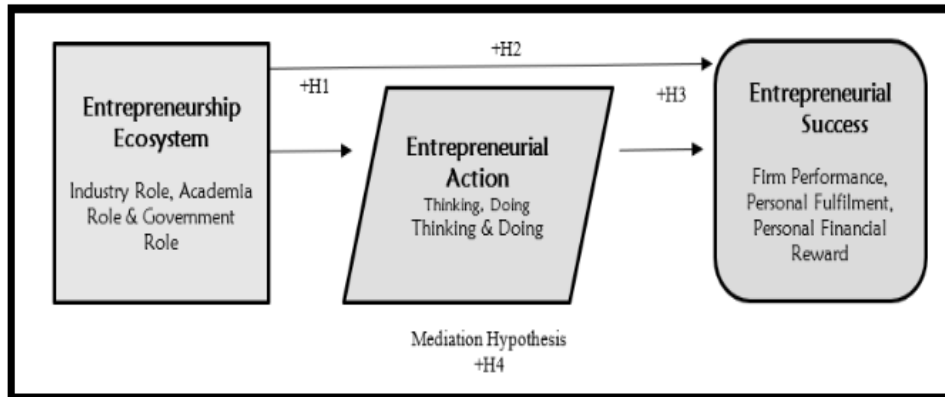 +H2
+H1
+H3
Entrepreneurship
Ecosystem
Industry Role, Academia
Role & Government
Role
Entrepreneurial
Action
Thinking, Doing
Thinking & Doing
Entrepreneurial
Success
Firm Performance,
Personal Fulfilment,
Personal Financial
Reward
Mediation Hypothesis
+H4